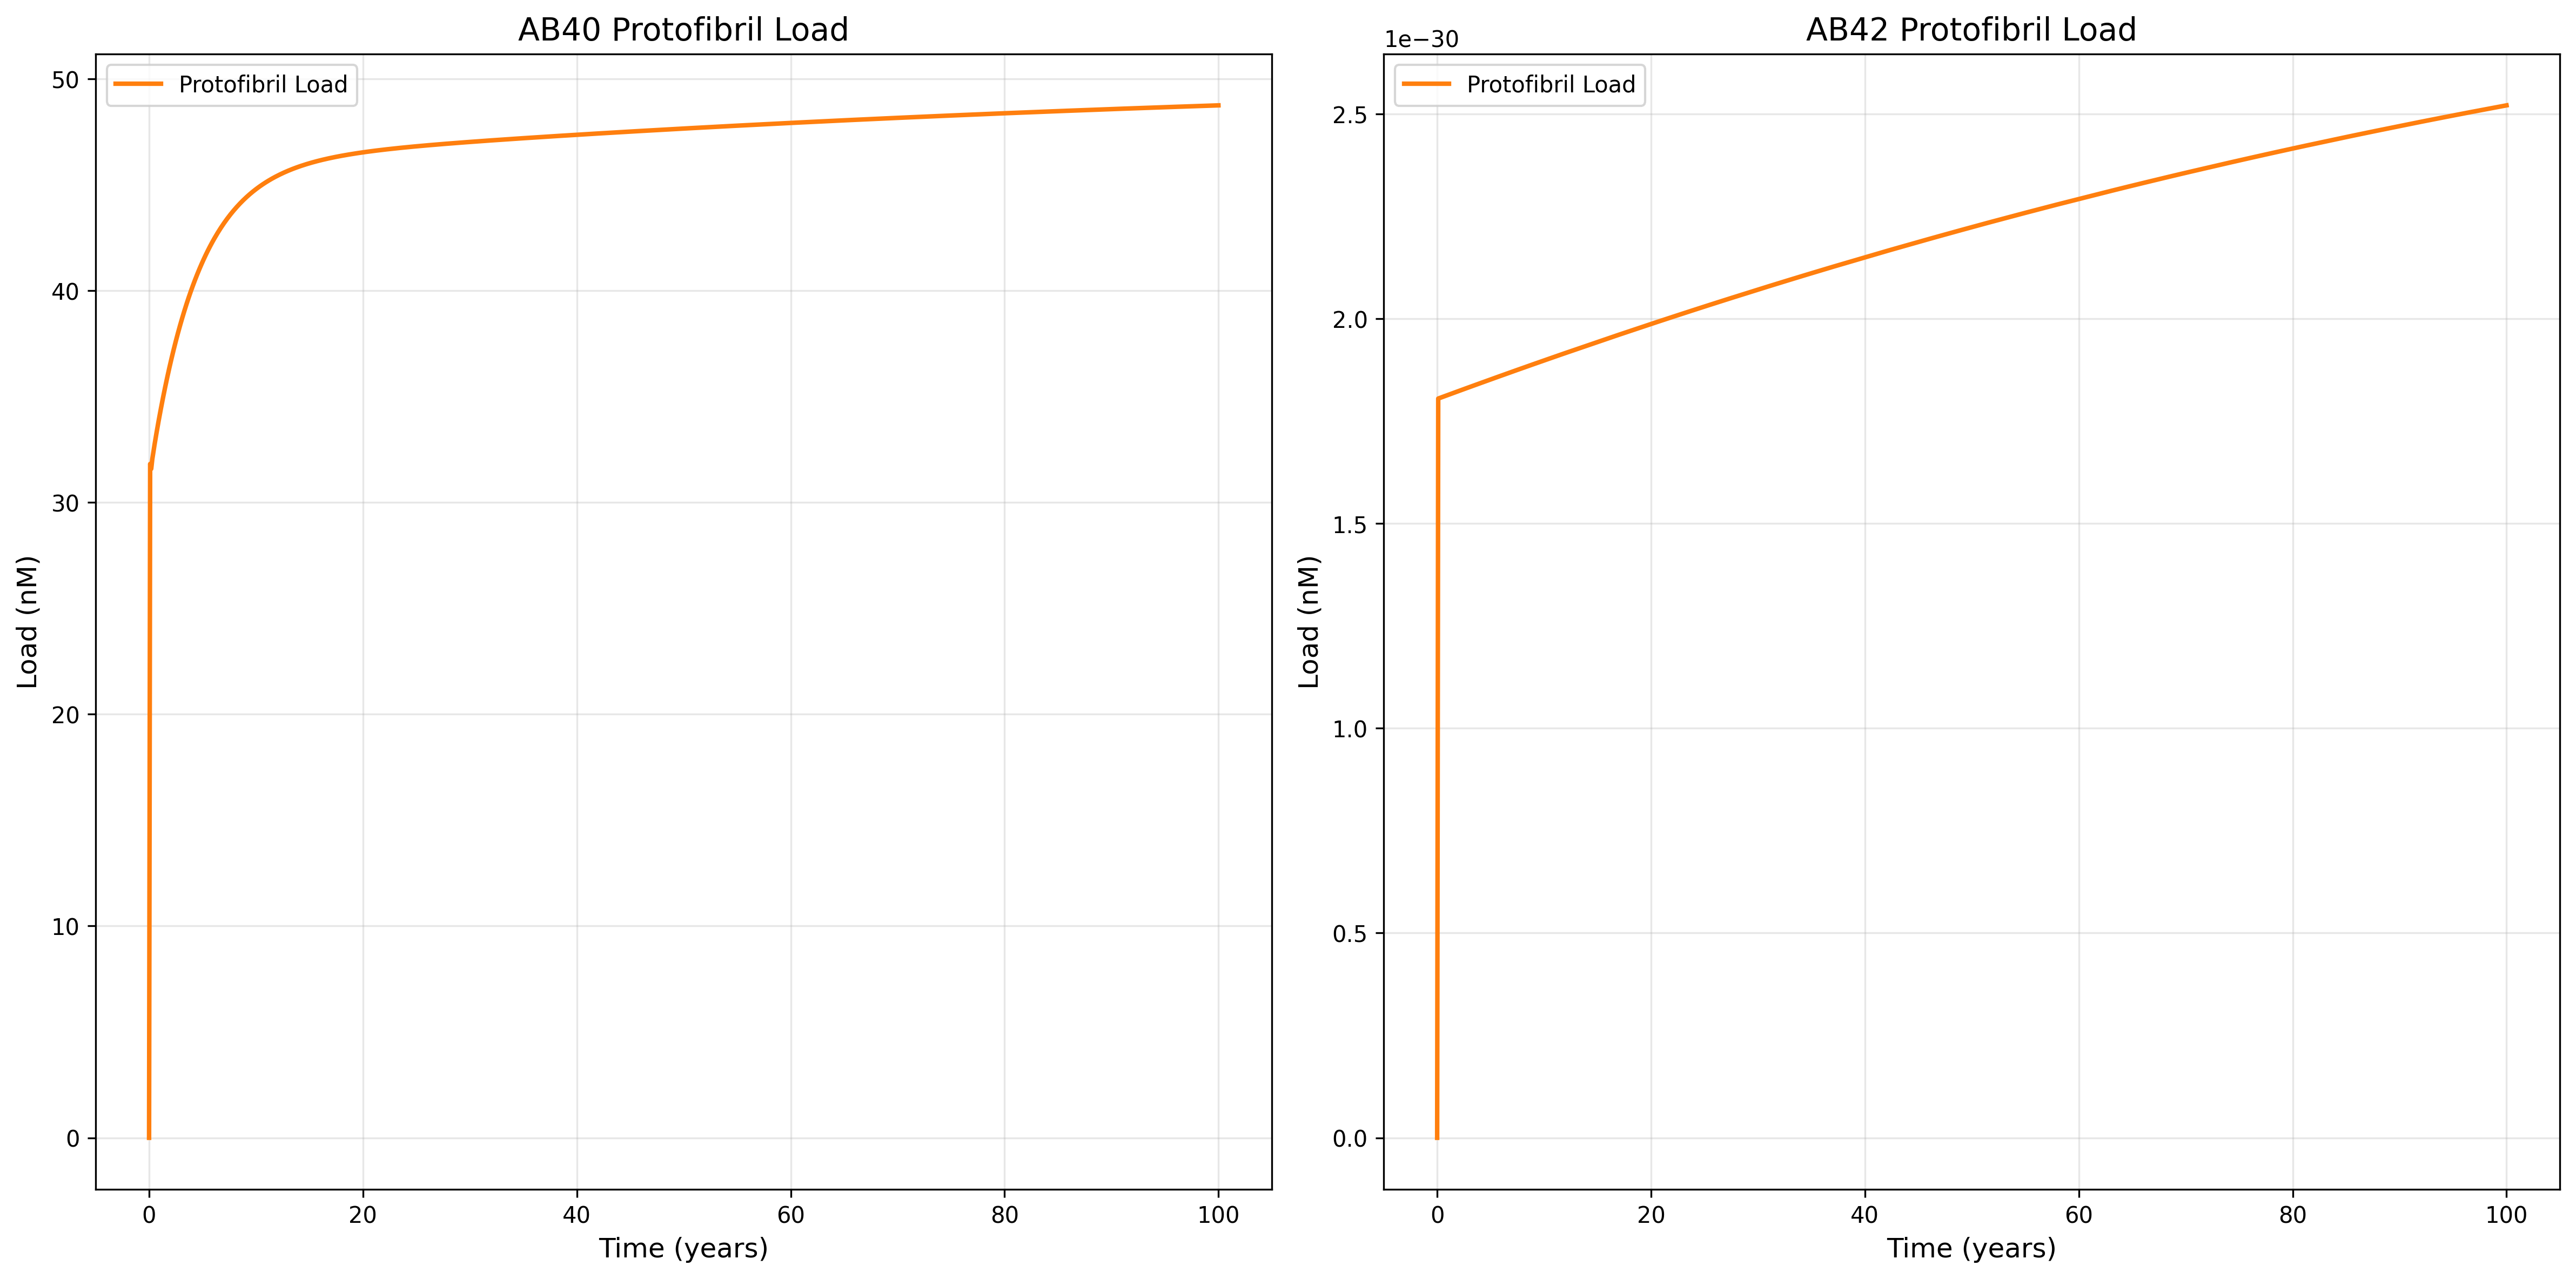 AB40 Protofibril Load
Protofibril Load
50
40
30
20
10
0
Load (nM)
0 20 40 60 80 100
Time (years)
AB42 Protofibril Load
1e−30
Protofibril Load
2.5
2.0
1.5
1.0
0.5
0.0
Load (nM)
0 20 40 60 80 100
Time (years)